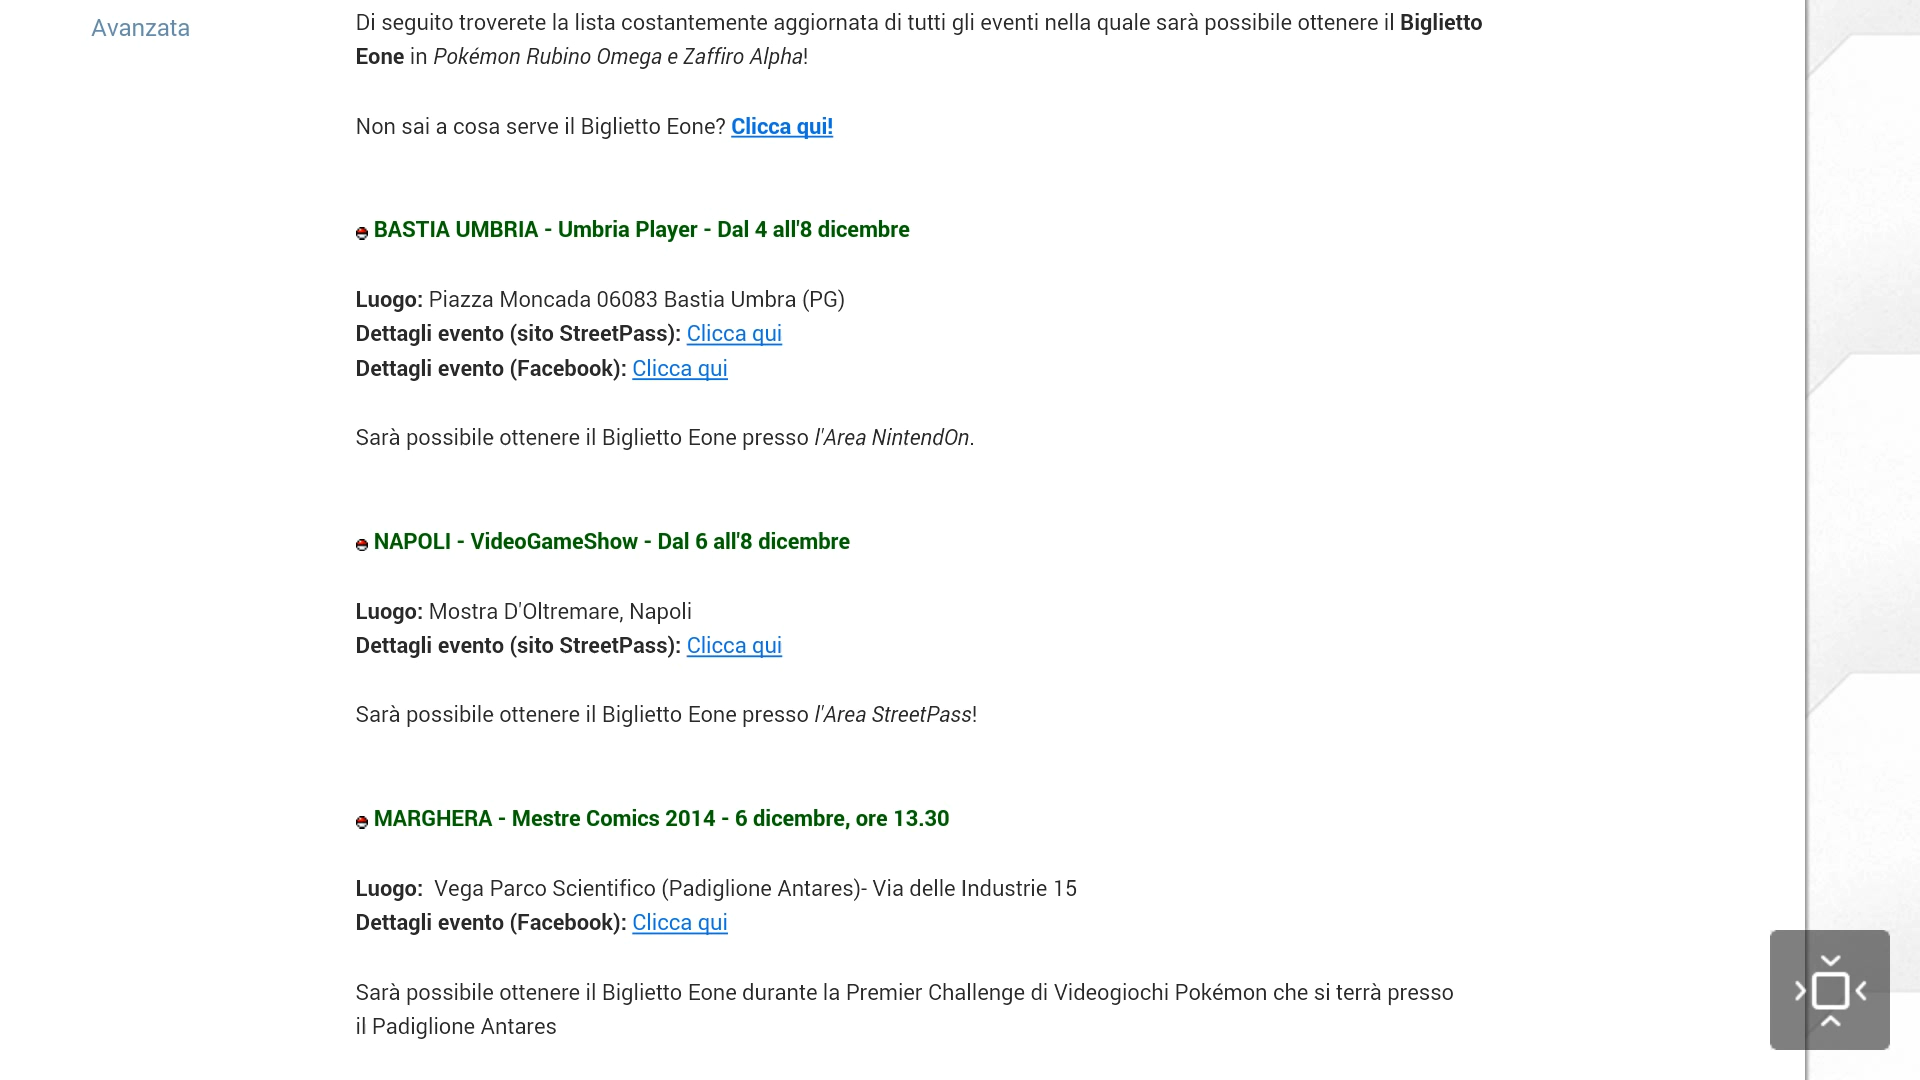 Avanzata
Di seguito troverete la lista costantemente aggiornata di tutti gli eventi nella quale sarà possibile ottenere il Biglietto
Eone in Pokémon Rubino Omega e Zaffiro Alpha!
Non sai a cosa serve il Biglietto Eone? Clicca qui!
BASTIA UMBRIA - Umbria Player - Dal 4 all'8 dicembre
Luogo: Piazza Moncada 06083 Bastia Umbra (PG)
Dettagli evento (sito StreetPass): Clicca qui
Dettagli evento (Facebook): Clicca qui
Sarà possibile ottenere il Biglietto Eone presso l'Area NintendOn.
NAPOLI - VideoGameShow - Dal 6 all'8 dicembre
Luogo: Mostra D'Oltremare, Napoli
Dettagli evento (sito StreetPass): Clicca qui
Sarà possibile ottenere il Biglietto Eone presso l'Area StreetPass!
MARGHERA - Mestre Comics 2014 - 6 dicembre, ore 13.30
Luogo:  Vega Parco Scientifico (Padiglione Antares)- Via delle Industrie 15
Dettagli evento (Facebook): Clicca qui
Sarà possibile ottenere il Biglietto Eone durante la Premier Challenge di Videogiochi Pokémon che si terrà presso
il Padiglione Antares